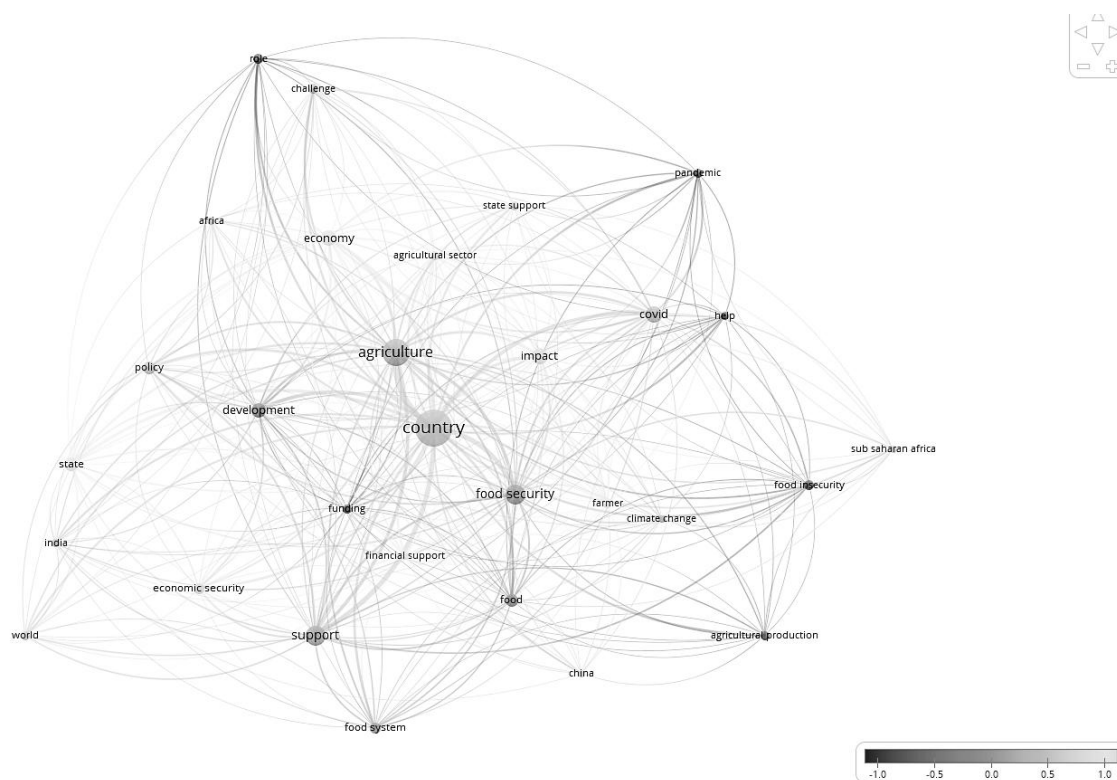 role
challenge
pandemic
state support
africa
economy
agricultural sector
covid
help
agriculture
impact
policy
development
country
sub saharan africa
state
food insecurity
food security
farmer
funding
climate change
india
financial support
economic security
food
world
support
agricultural production
china
food system
-1.0 -0.5 0.0 0.5 1.0